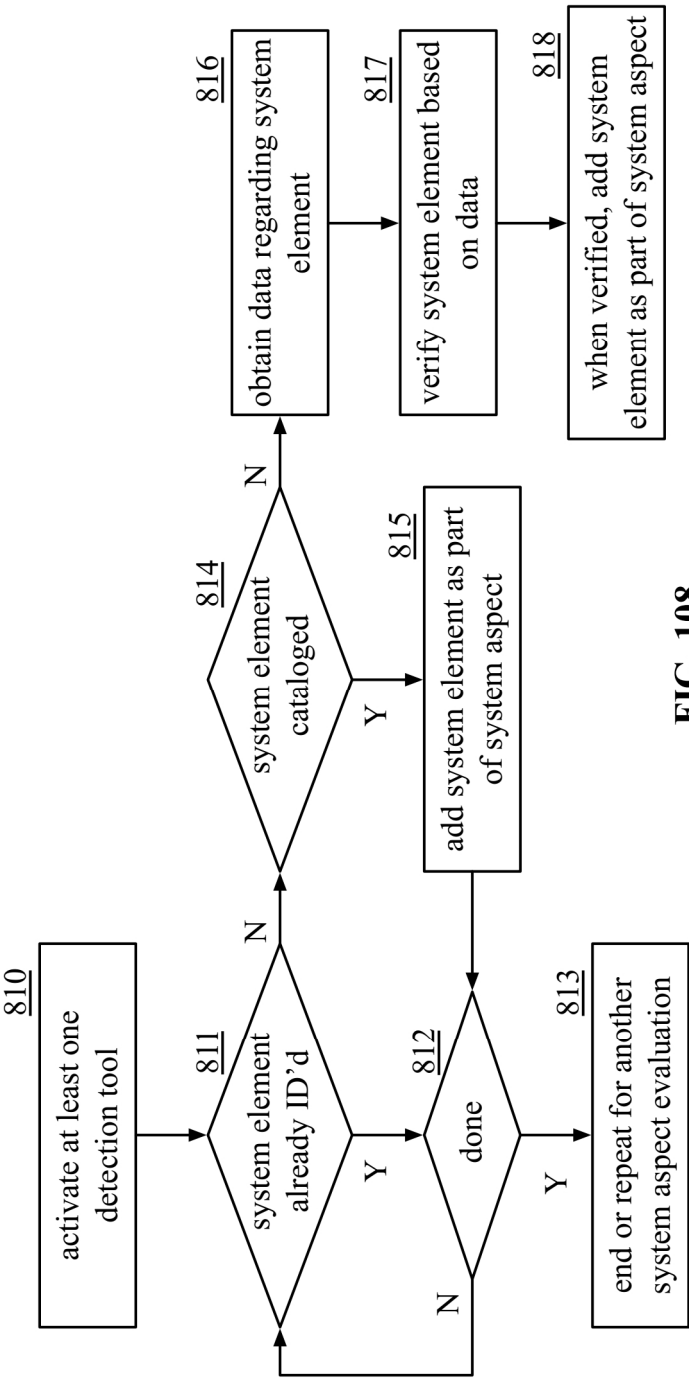 810
activate at least one
detection tool
811
system element
already ID'd
N
Y
812
done
N
Y
813
end or repeat for another
system aspect evaluation
814
system element
cataloged
N
Y
815
add system element as part
of system aspect
816
obtain data regarding system
element
817
verify system element based
on data
818
when verified, add system
element as part of system aspect
FIG. 108